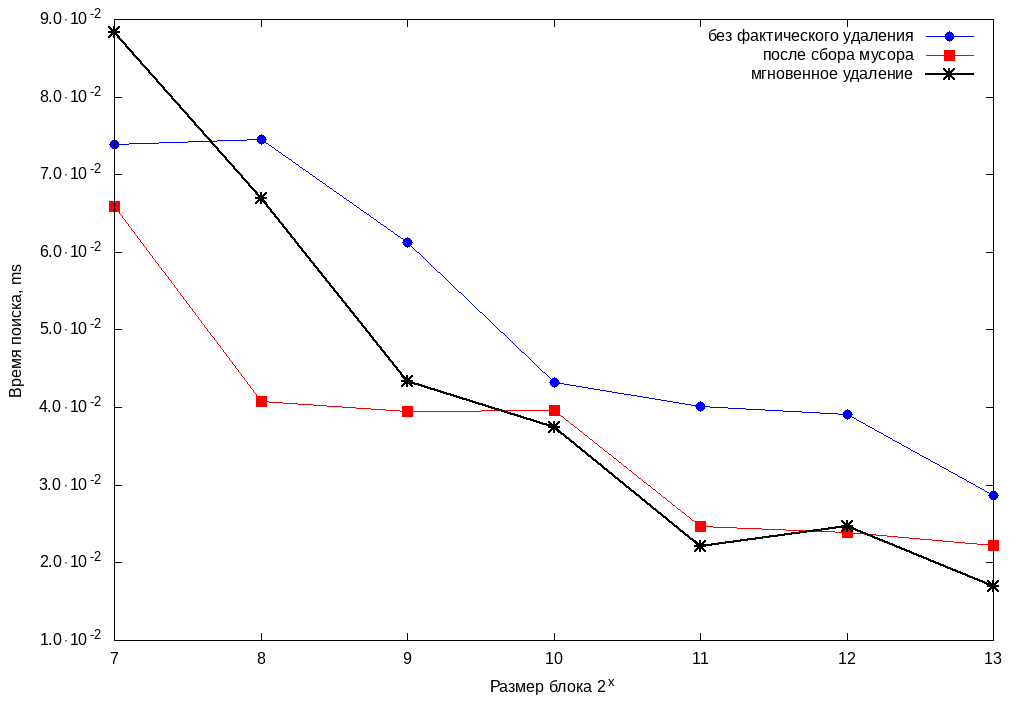 9.0·10⁻²
8.0·10⁻²
7.0·10⁻²
6.0·10⁻²
5.0·10⁻²
4.0·10⁻²
3.0·10⁻²
2.0·10⁻²
1.0·10⁻²
Время поиска, ms
без фактического удаления
после сбора мусора
мгновенное удаление
7 8 9 10 11 12 13
Размер блока 2ˣ